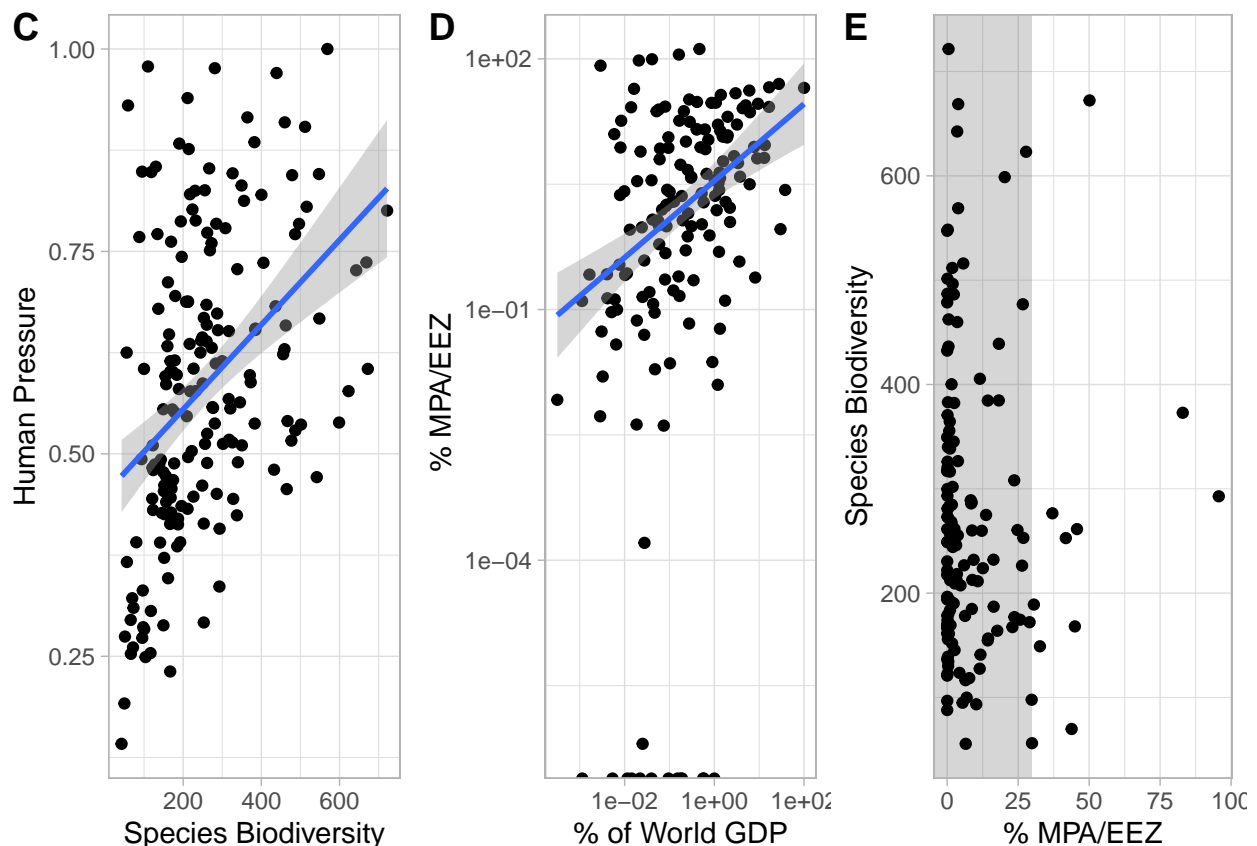 C
Human Pressure
1.00
0.75
0.50
0.25
200 400 600
Species Biodiversity
D
% MPA/EEZ
1e+02
1e-01
1e-04
1e-02 1e+00 1e+02
% of World GDP
E
Species Biodiversity
600
400
200
0 25 50 75 100
% MPA/EEZ